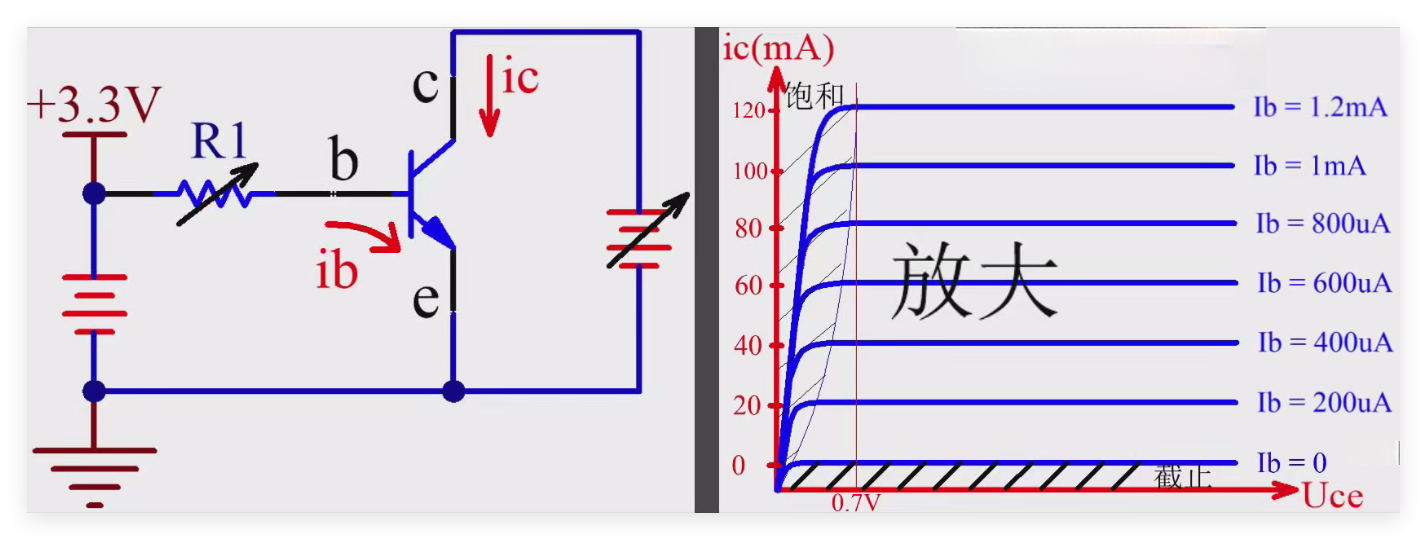 +3.3V
R1
b
c
ic
ib
e
ic(mA)
饱和
120
100
80
60
40
20
0
放大
截止
0.7V
Uce
Ib = 1.2mA
Ib = 1mA
Ib = 800uA
Ib = 600uA
Ib = 400uA
Ib = 200uA
Ib = 0